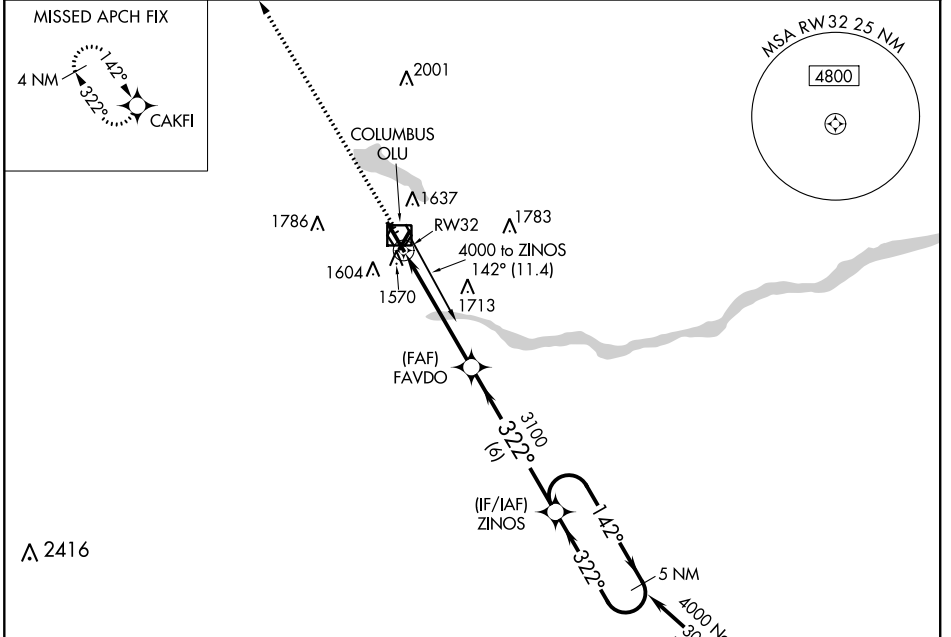 MISSED APCH FIX
4 NM
142°
322°
CAKFI
MSA RW32 25 NM
4800
2001
COLUMBUS
OLU
1637
1786
1783
RW32
4000 to ZINOS
142° (11.4)
1604
1570
1713
(FAF)
FAVDO
3100
322°
(6)
(IF/IAF)
ZINOS
142°
322°
5 NM
2416
4000